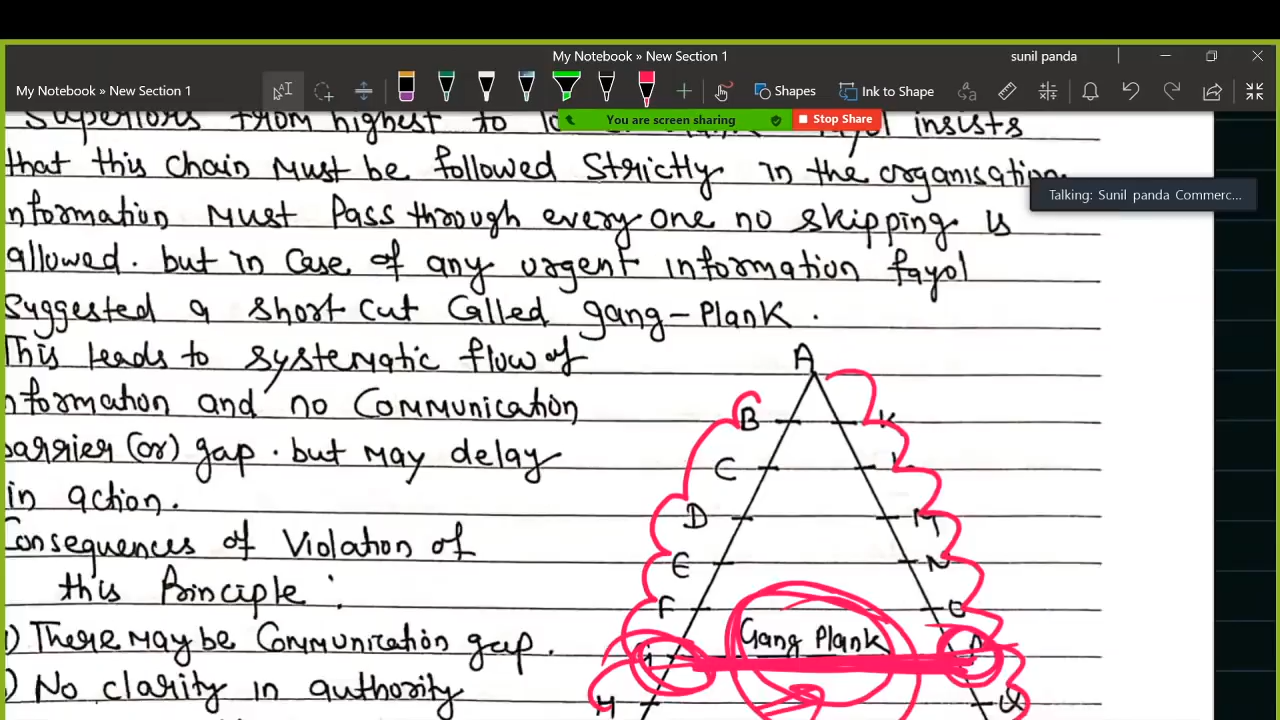 My Notebook » New Section 1
sunil panda
My Notebook » New Section 1
Shapes
Ink to Shape
You are screen sharing
Stop Share
Talking: Sunil panda Commerc...
Superiors from highest to fayol insists
that this chain must be followed Strictly in the organisation
nformation must Pass through every one no skipping is
allowed. but in case of any urgent information fayol
Suggested a short cut Called gang-Plank.
This leads to systematic flow of
nformation and no Communication
barrier (or) gap. but may delay
in action.
Consequences of Violation of
this Principle :
) There may be Communication gap.
) No clarity in authority
A
B
C
D
M
E
N
F
Gang Plank
H
Q